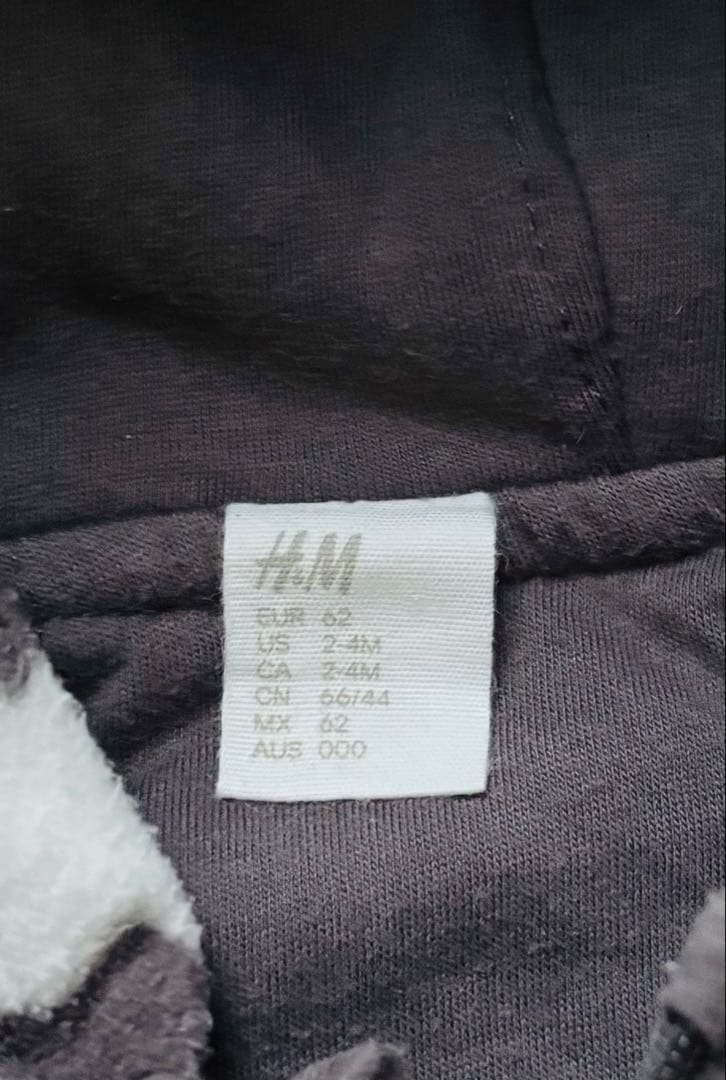 H&M
EUR 62
US 2-4M
CA 2-4M
CN 66/44
MX 62
AUS 000